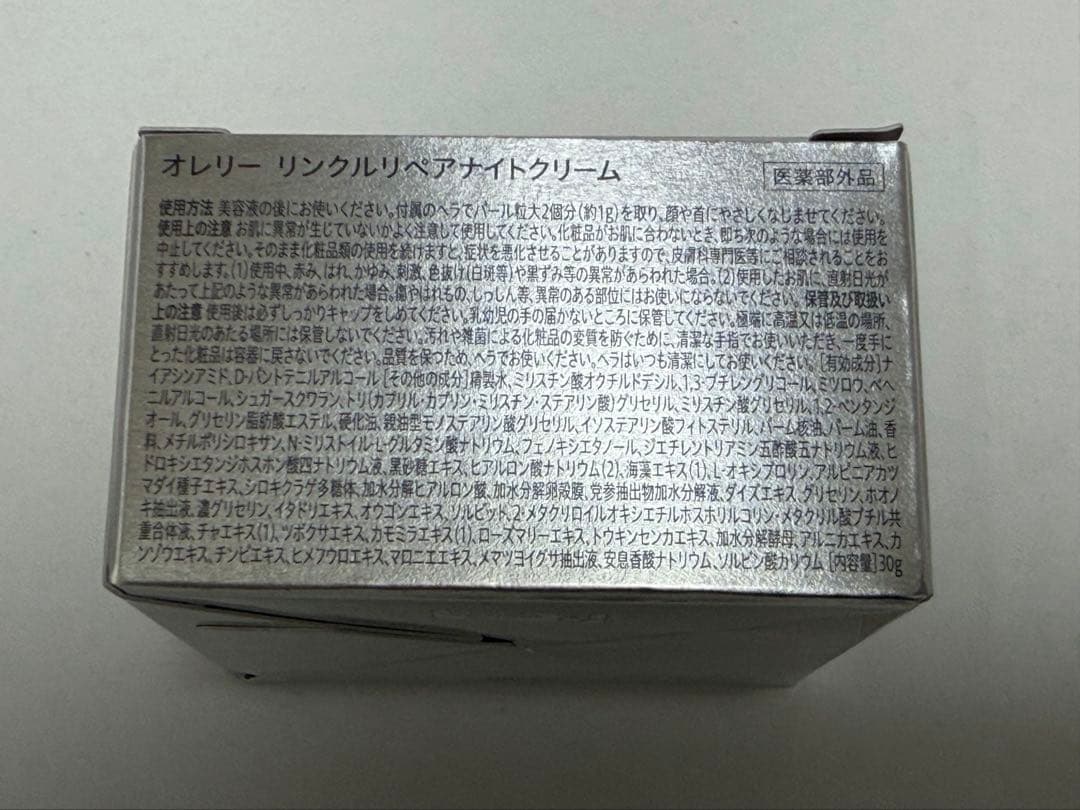 オレリー リンクルリペアナイトクリーム
医薬部外品
使用方法 美容液の後にお使いください。付属のヘラでパール粒大2個分(約1g)を取り、顔や首にやさしくなじませてください。
使用上の注意 お肌に異常が生じていないかよく注意して使用してください。化粧品がお肌に合わないとき、即ち次のような場合には使用を
中止してください。そのまま化粧品類の使用を続けますと、症状を悪化させることがありますので、皮膚科専門医等にご相談されることをお
すすめします。(1)使用中、赤み、はれ、かゆみ、刺激、色抜け(白斑等)や黒ずみ等の異常があらわれた場合。(2)使用したお肌に、直射日光が
あたって上記のような異常があらわれた場合。傷やはれもの、しっしん等、異常のある部位にはお使いにならないでください。 保管及び取扱い
上の注意 使用後は必ずしっかりキャップをしめてください。乳幼児の手の届かないところに保管してください。極端に高温又は低温の場所、
直射日光のあたる場所には保管しないでください。汚れや雑菌による化粧品の変質を防ぐために、清潔な手指でお使いいただき、一度手に
とった化粧品は容器に戻さないでください。品質を保つため、ヘラでお使いください。ヘラはいつも清潔にしてお使いください。[有効成分]ナ
イアシンアミド、D-パントテニルアルコール [その他の成分]精製水、ミリスチン酸オクチルドデシル、1,3-ブチレングリコール、ミツロウ、ベヘ
ニルアルコール、シュガースクワラン、トリ(カプリル・カプリン・ミリスチン・ステアリン酸)グリセリル、ミリスチン酸グリセリル、1,2-ペンタンジ
オール、グリセリン脂肪酸エステル、硬化油、親油型モノステアリン酸グリセリル、イソステアリン酸フィトステリル、パーム核油、パーム油、香
料、メチルポリシロキサン、N-ミリストイル-L-グルタミン酸ナトリウム、フェノキシエタノール、ジエチレントリアミン五酢酸五ナトリウム液、ヒ
ドロキシエタンジホスホン酸四ナトリウム液、黒砂糖エキス、ヒアルロン酸ナトリウム(2)、海藻エキス(1)、L-オキシプロリン、アルピニアカツ
マダイ種子エキス、シロキクラゲ多糖体、加水分解ヒアルロン酸、加水分解卵殻膜、党参抽出物加水分解液、ダイズエキス、グリセリン、ホオノ
キ抽出液、濃グリセリン、イタドリエキス、オウゴンエキス、ソルビット、2-メタクリロイルオキシエチルホスホリルコリン・メタクリル酸ブチル共
重合体液、チャエキス(1)、ツボクサエキス、カモミラエキス(1)、ローズマリーエキス、トウキンセンカエキス、加水分解酵母、アルニカエキス、カ
ンゾウエキス、チンピエキス、ヒメフウロエキス、マロニエエキス、メマツヨイグサ抽出液、安息香酸ナトリウム、ソルビン酸カリウム [内容量]30g